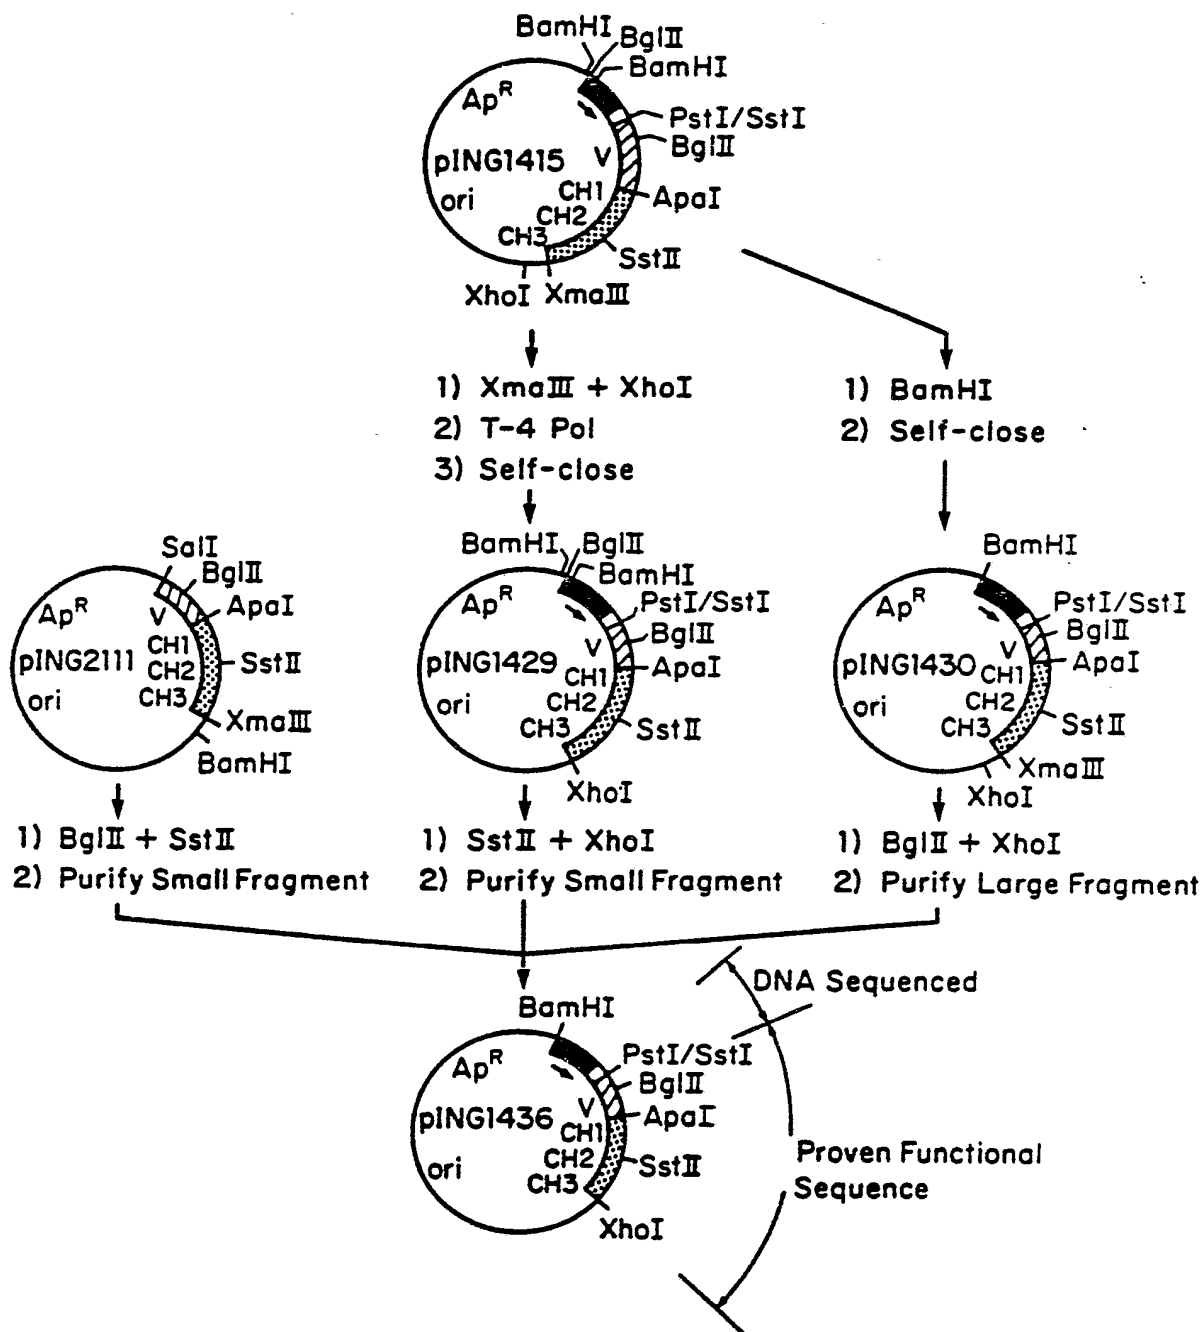 BamHI
BglII
BamHI
Ap^R
PstI/SstI
BglII
pING1415
V
ori
CH1
ApaI
CH2
CH3
SstII
XhoI XmaIII
1) XmaIII + XhoI
2) T-4 Pol
3) Self-close
1) BamHI
2) Self-close
SalI
BglII
Ap^R
ApaI
V
CH1
pING2111
CH2
SstII
ori
CH3
XmaIII
BamHI
BamHI
BglII
BamHI
Ap^R
PstI/SstI
V
BglII
pING1429
CH1
ApaI
ori
CH2
CH3
SstII
XhoI
BamHI
Ap^R
PstI/SstI
V
BglII
pING1430
CH1
ApaI
ori
CH2
CH3
SstII
XmaIII
XhoI
1) BglII + SstII
2) Purify Small Fragment
1) SstII + XhoI
2) Purify Small Fragment
1) BglII + XhoI
2) Purify Large Fragment
DNA Sequenced
BamHI
Ap^R
PstI/SstI
BglII
V
pING1436
CH1
ApaI
ori
CH2
CH3
SstII
XhoI
Proven Functional
Sequence